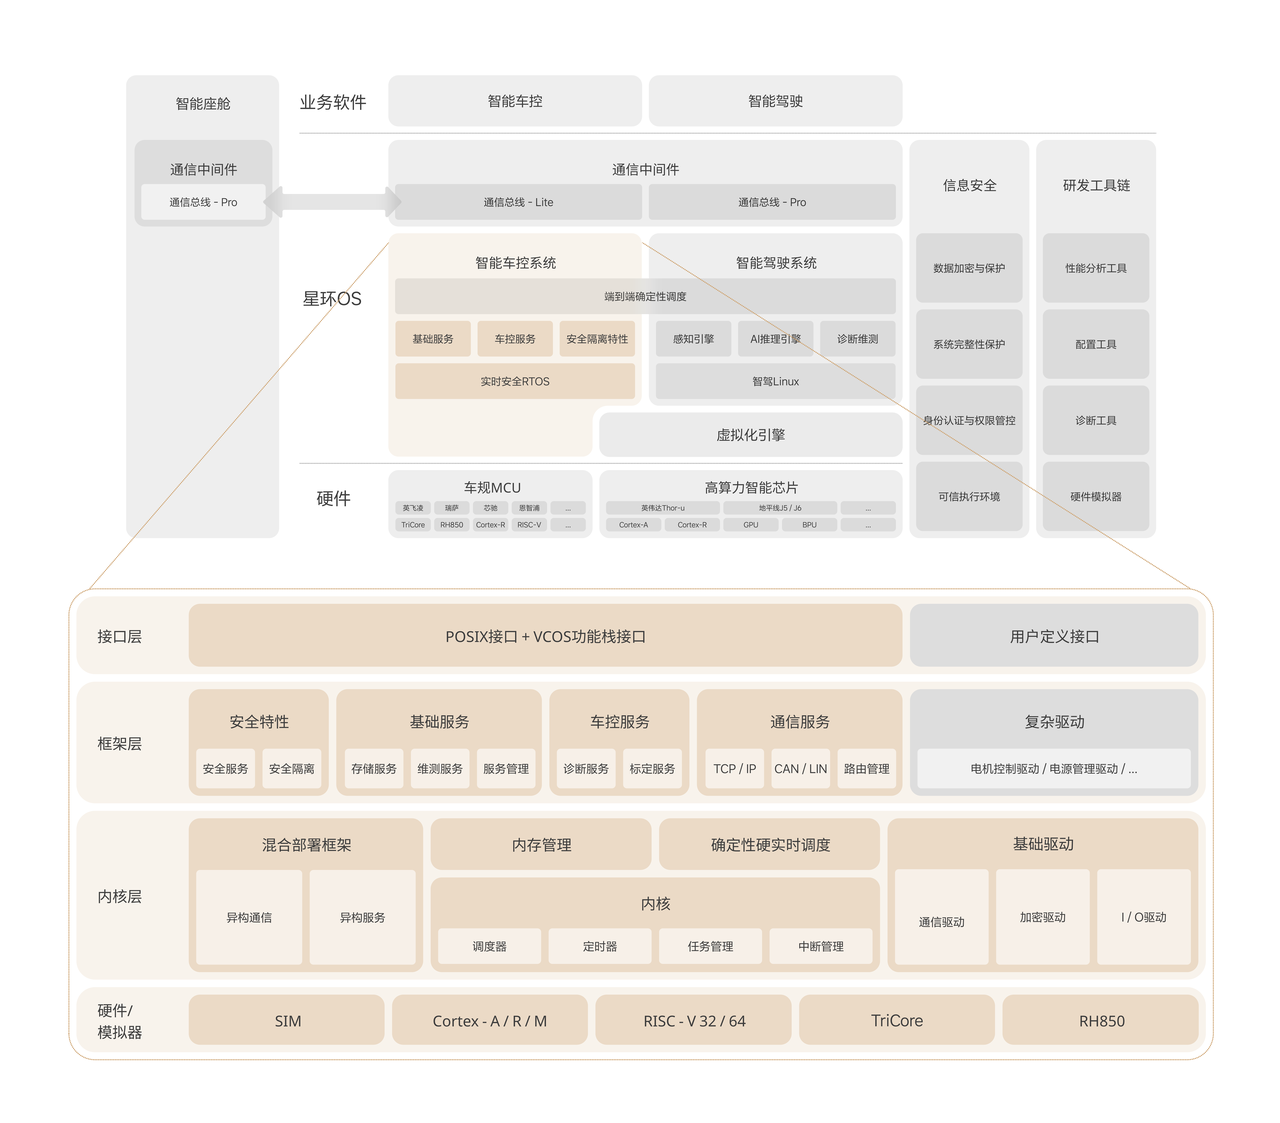 智能座舱
通信中间件
通信总线 - Pro
业务软件
智能车控
智能驾驶
通信中间件
通信总线 - Lite
通信总线 - Pro
星环OS
智能车控系统
智能驾驶系统
端到端确定性调度
基础服务
车控服务
安全隔离特性
感知引擎
AI推理引擎
诊断维测
实时安全RTOS
智驾Linux
虚拟化引擎
信息安全
数据加密与保护
系统完整性保护
身份认证与权限管控
可信执行环境
研发工具链
性能分析工具
配置工具
诊断工具
硬件模拟器
硬件
车规MCU
英飞凌
瑞萨
芯驰
恩智浦
...
TriCore
RH850
Cortex-R
RISC-V
...
高算力智能芯片
英伟达Thor-u
地平线J5 / J6
...
Cortex-A
Cortex-R
GPU
BPU
...
接口层
POSIX接口 + VCOS功能栈接口
用户定义接口
框架层
安全特性
安全服务
安全隔离
基础服务
存储服务
维测服务
服务管理
车控服务
诊断服务
标定服务
通信服务
TCP / IP
CAN / LIN
路由管理
复杂驱动
电机控制驱动 / 电源管理驱动 / ...
内核层
混合部署框架
异构通信
异构服务
内存管理
确定性硬实时调度
内核
调度器
定时器
任务管理
中断管理
基础驱动
通信驱动
加密驱动
I / O驱动
硬件/
模拟器
SIM
Cortex - A / R / M
RISC - V 32 / 64
TriCore
RH850